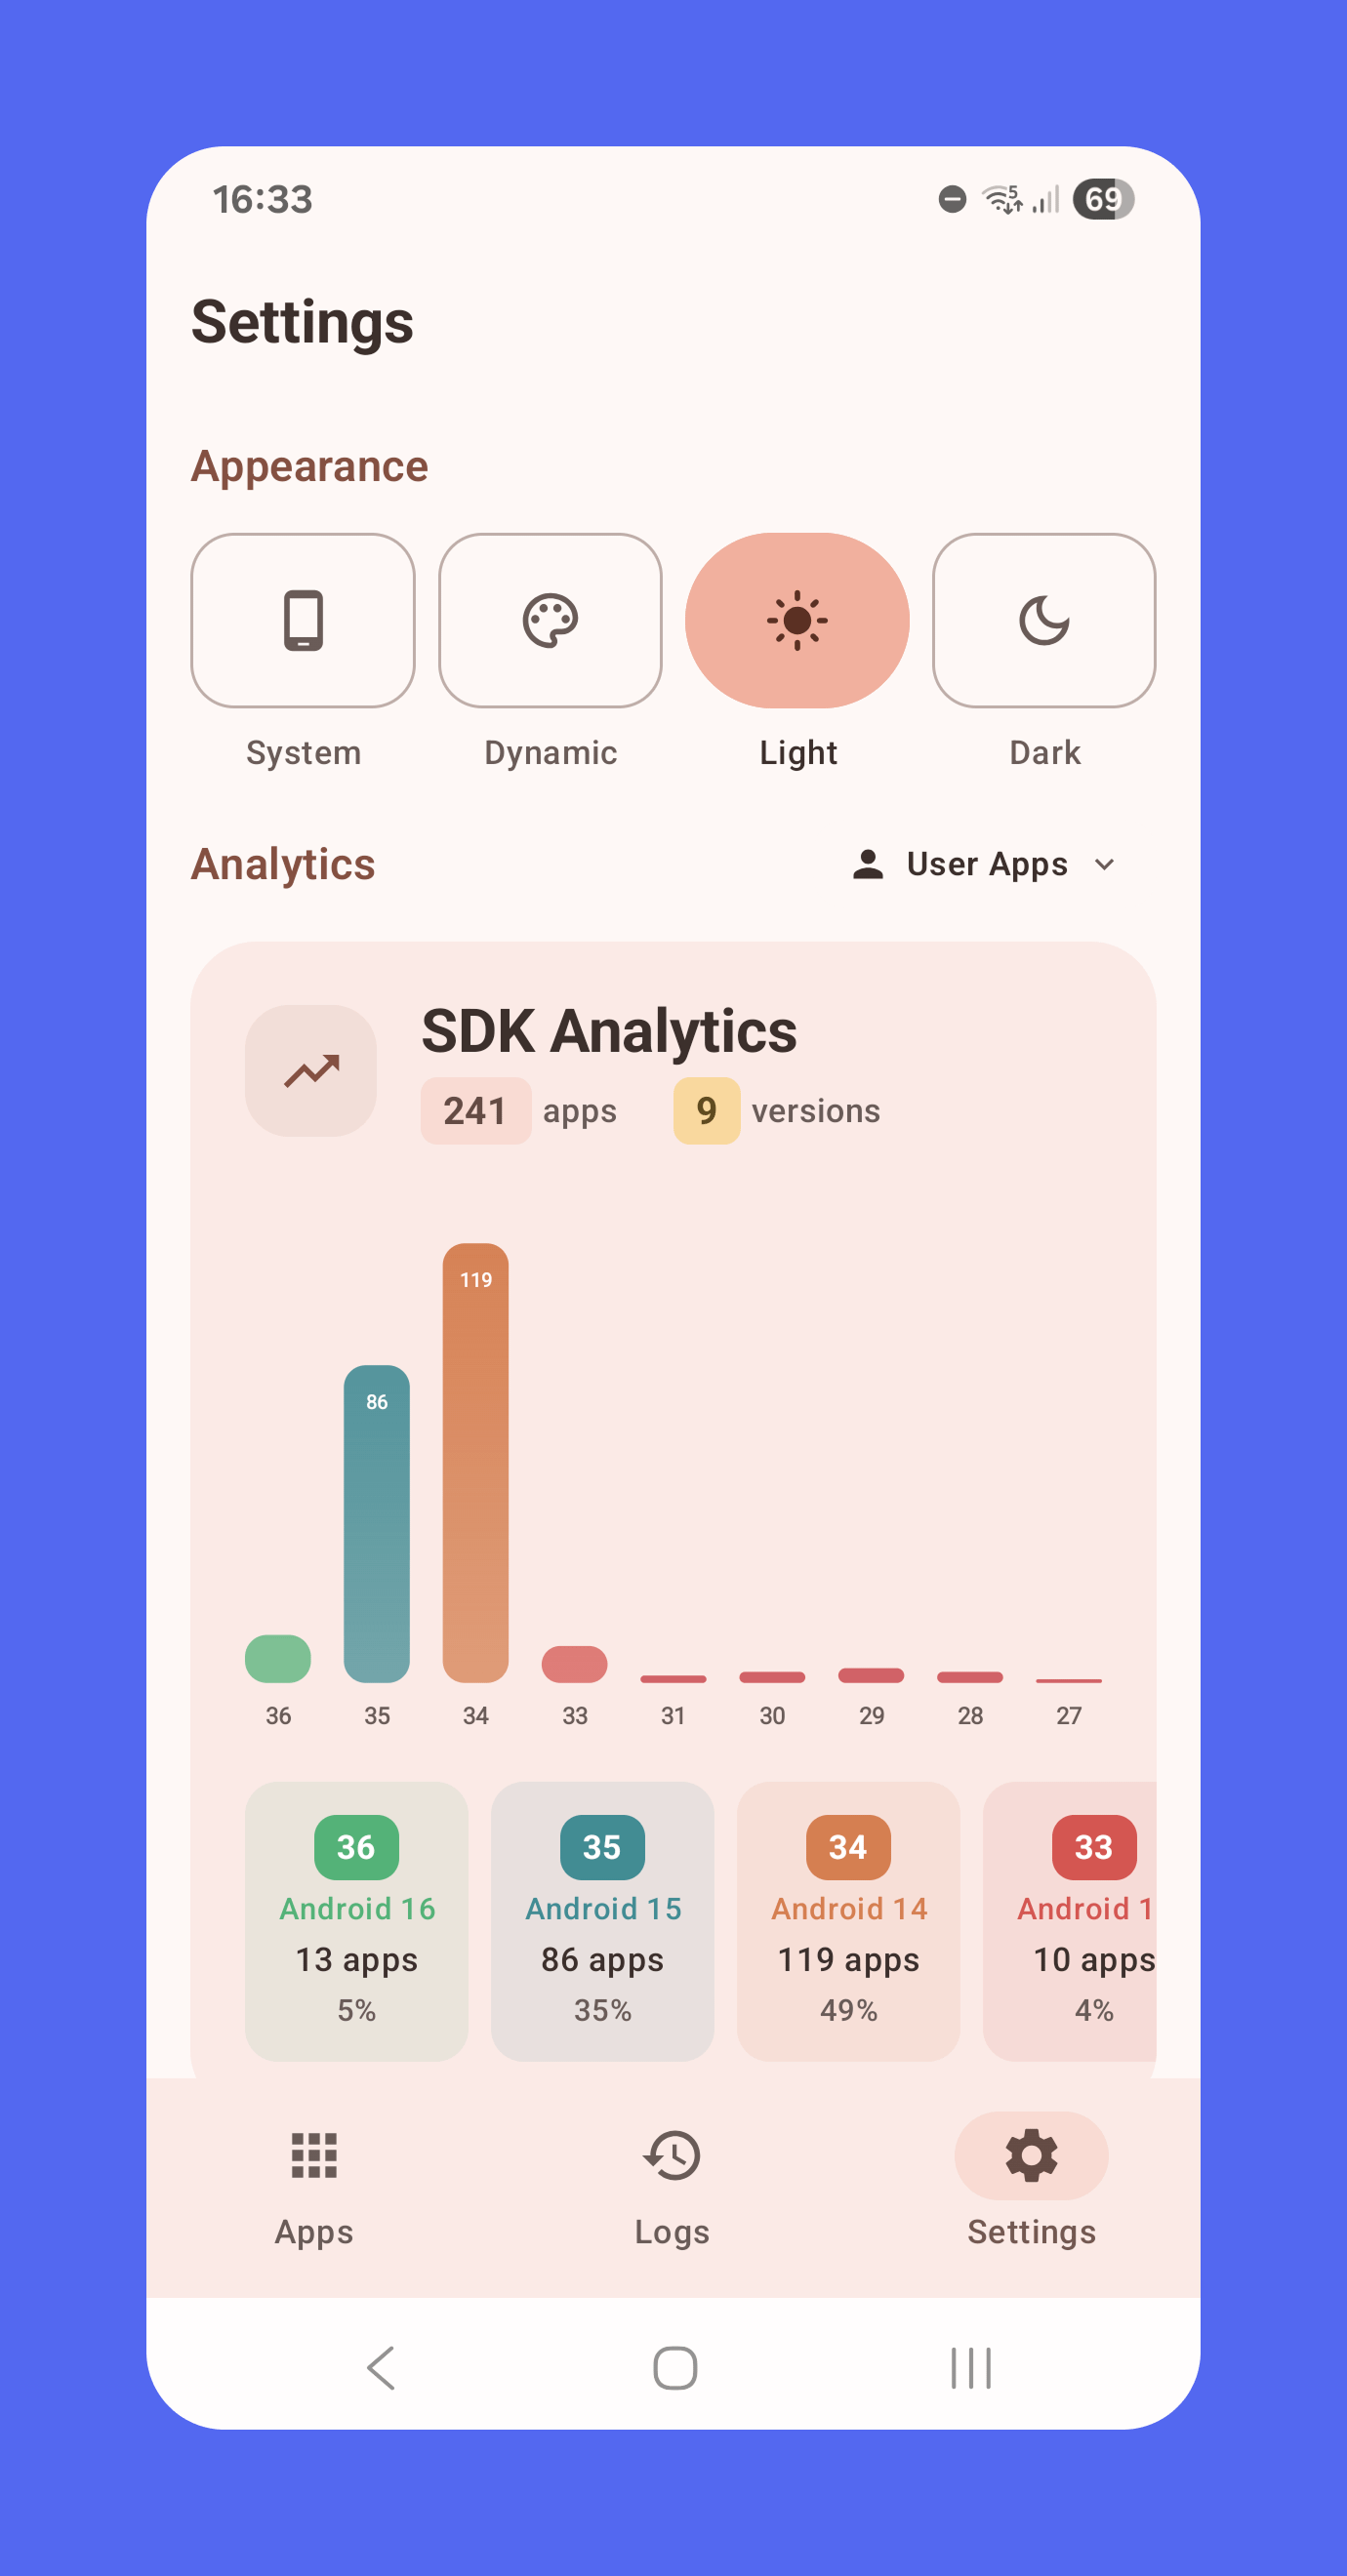 16:33 5 69
Settings
Appearance
System Dynamic Light Dark
Analytics User Apps
SDK Analytics
241 apps 9 versions
119
86
36 35 34 33 31 30 29 28 27
36 35 34 33
Android 16 Android 15 Android 14 Android 1
13 apps 86 apps 119 apps 10 apps
5% 35% 49% 4%
Apps Logs Settings